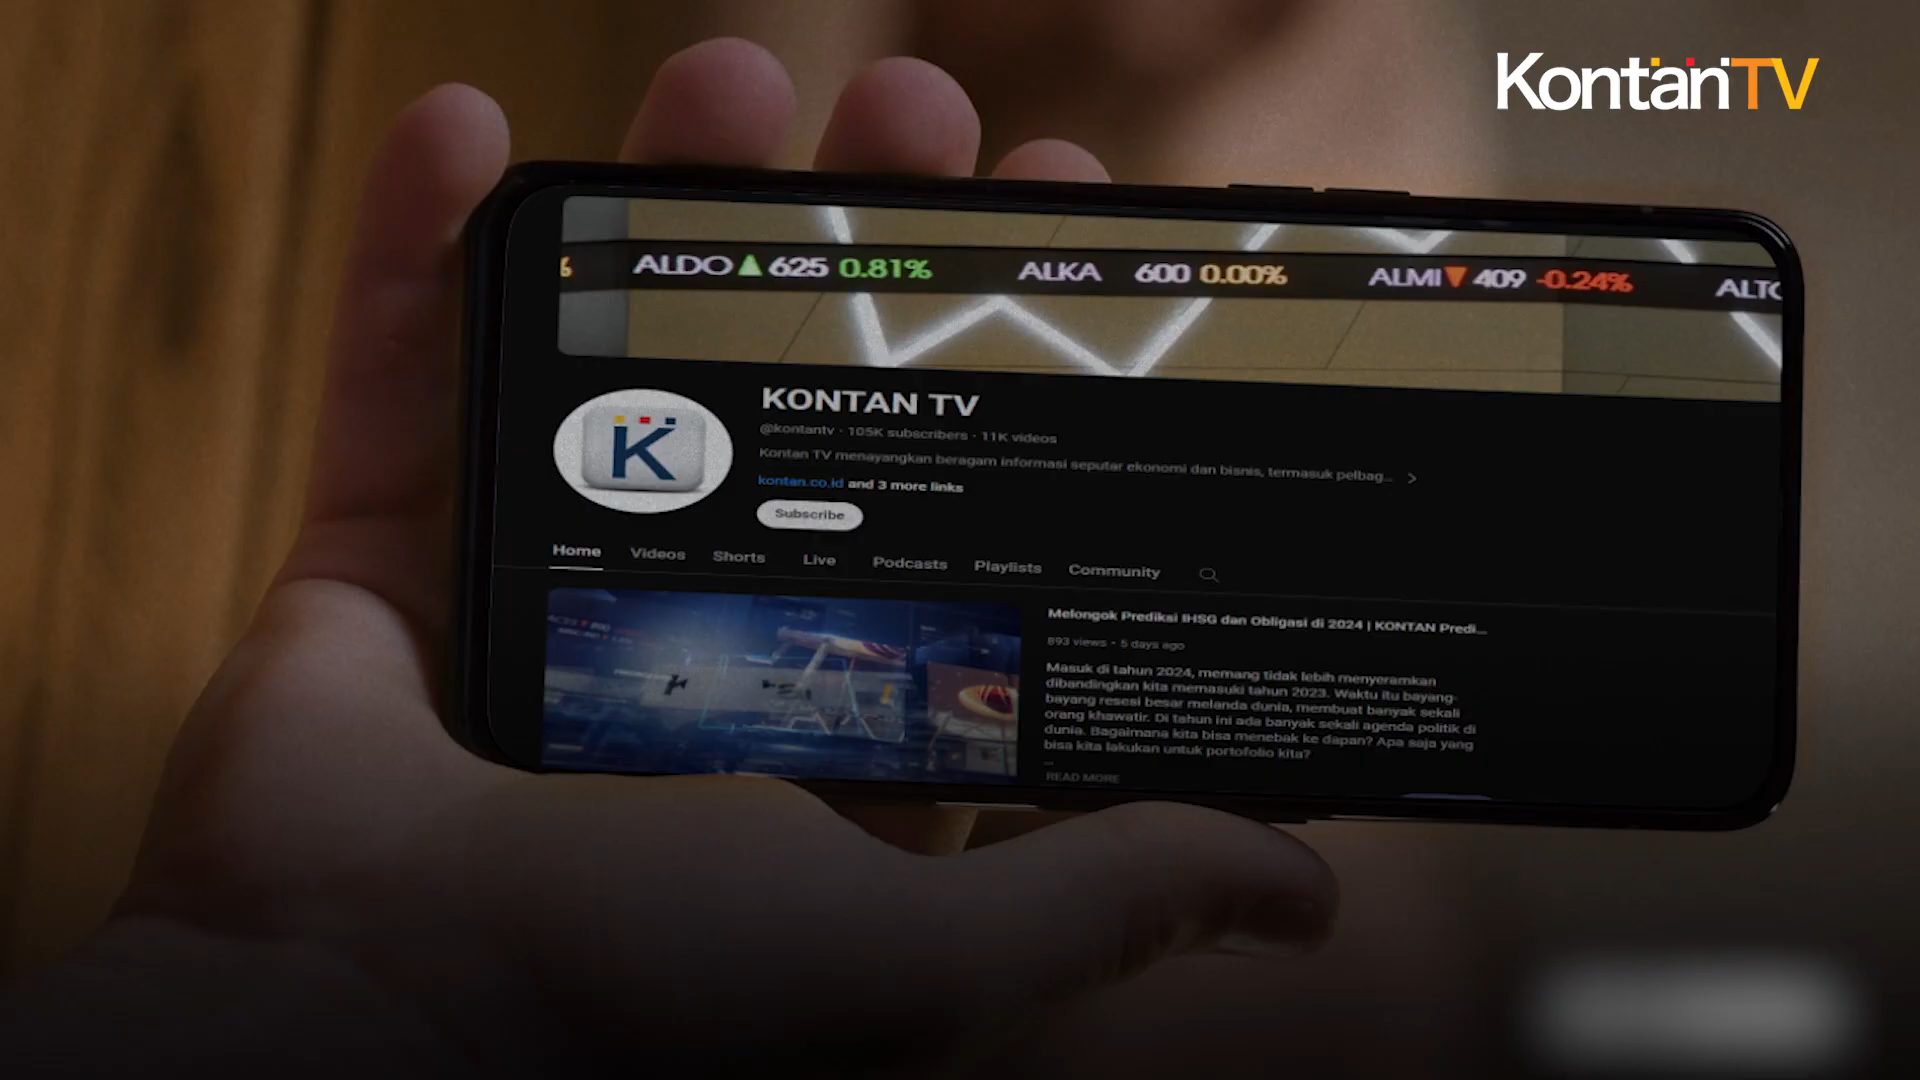 KontanTV
ALDO ▲ 625 0.81% ALKA 600 0.00% ALMI ▼ 409 -0.24%
KONTAN TV
@kontantv · 105K subscribers · 11K videos
Kontan TV menayangkan beragam informasi seputar ekonomi dan bisnis, termasuk pelbag... >
kontan.co.id and 3 more links
Subscribe
Home Videos Shorts Live Podcasts Playlists Community
Melongok Prediksi IHSG dan Obligasi di 2024 | KONTAN Predi...
893 views • 5 days ago
Masuk di tahun 2024, memang tidak lebih menyeramkan
dibandingkan kita memasuki tahun 2023. Waktu itu bayang-
bayang resesi besar melanda dunia, membuat banyak sekali
orang khawatir. Di tahun ini ada banyak sekali agenda politik di
dunia. Bagaimana kita bisa menebak ke dapan? Apa saja yang
bisa kita lakukan untuk portofolio kita?
...
READ MORE